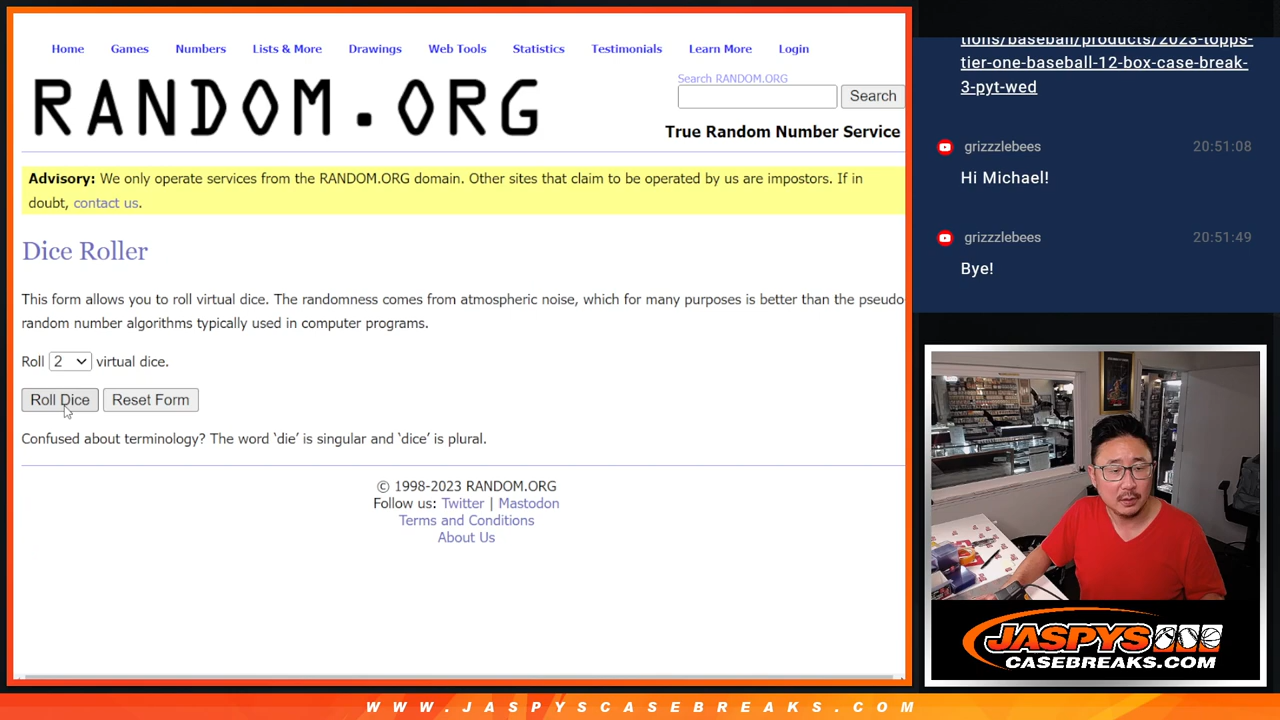 Home Games Numbers Lists & More Drawings Web Tools Statistics Testimonials Learn More Login
RANDOM.ORG
Search RANDOM.ORG
Search
True Random Number Service
Advisory: We only operate services from the RANDOM.ORG domain. Other sites that claim to be operated by us are impostors. If in
doubt, contact us.
Dice Roller
This form allows you to roll virtual dice. The randomness comes from atmospheric noise, which for many purposes is better than the pseudo-
random number algorithms typically used in computer programs.
Roll 2 virtual dice.
Roll Dice Reset Form
Confused about terminology? The word ‘die’ is singular and ‘dice’ is plural.
© 1998-2023 RANDOM.ORG
Follow us: Twitter | Mastodon
Terms and Conditions
About Us
tions/baseball/products/2023-topps-
tier-one-baseball-12-box-case-break-
3-pyt-wed
grizzzlebees 20:51:08
Hi Michael!
grizzzlebees 20:51:49
Bye!
JASPYS
CASEBREAKS.COM
WWW.JASPYSCASEBREAKS.COM